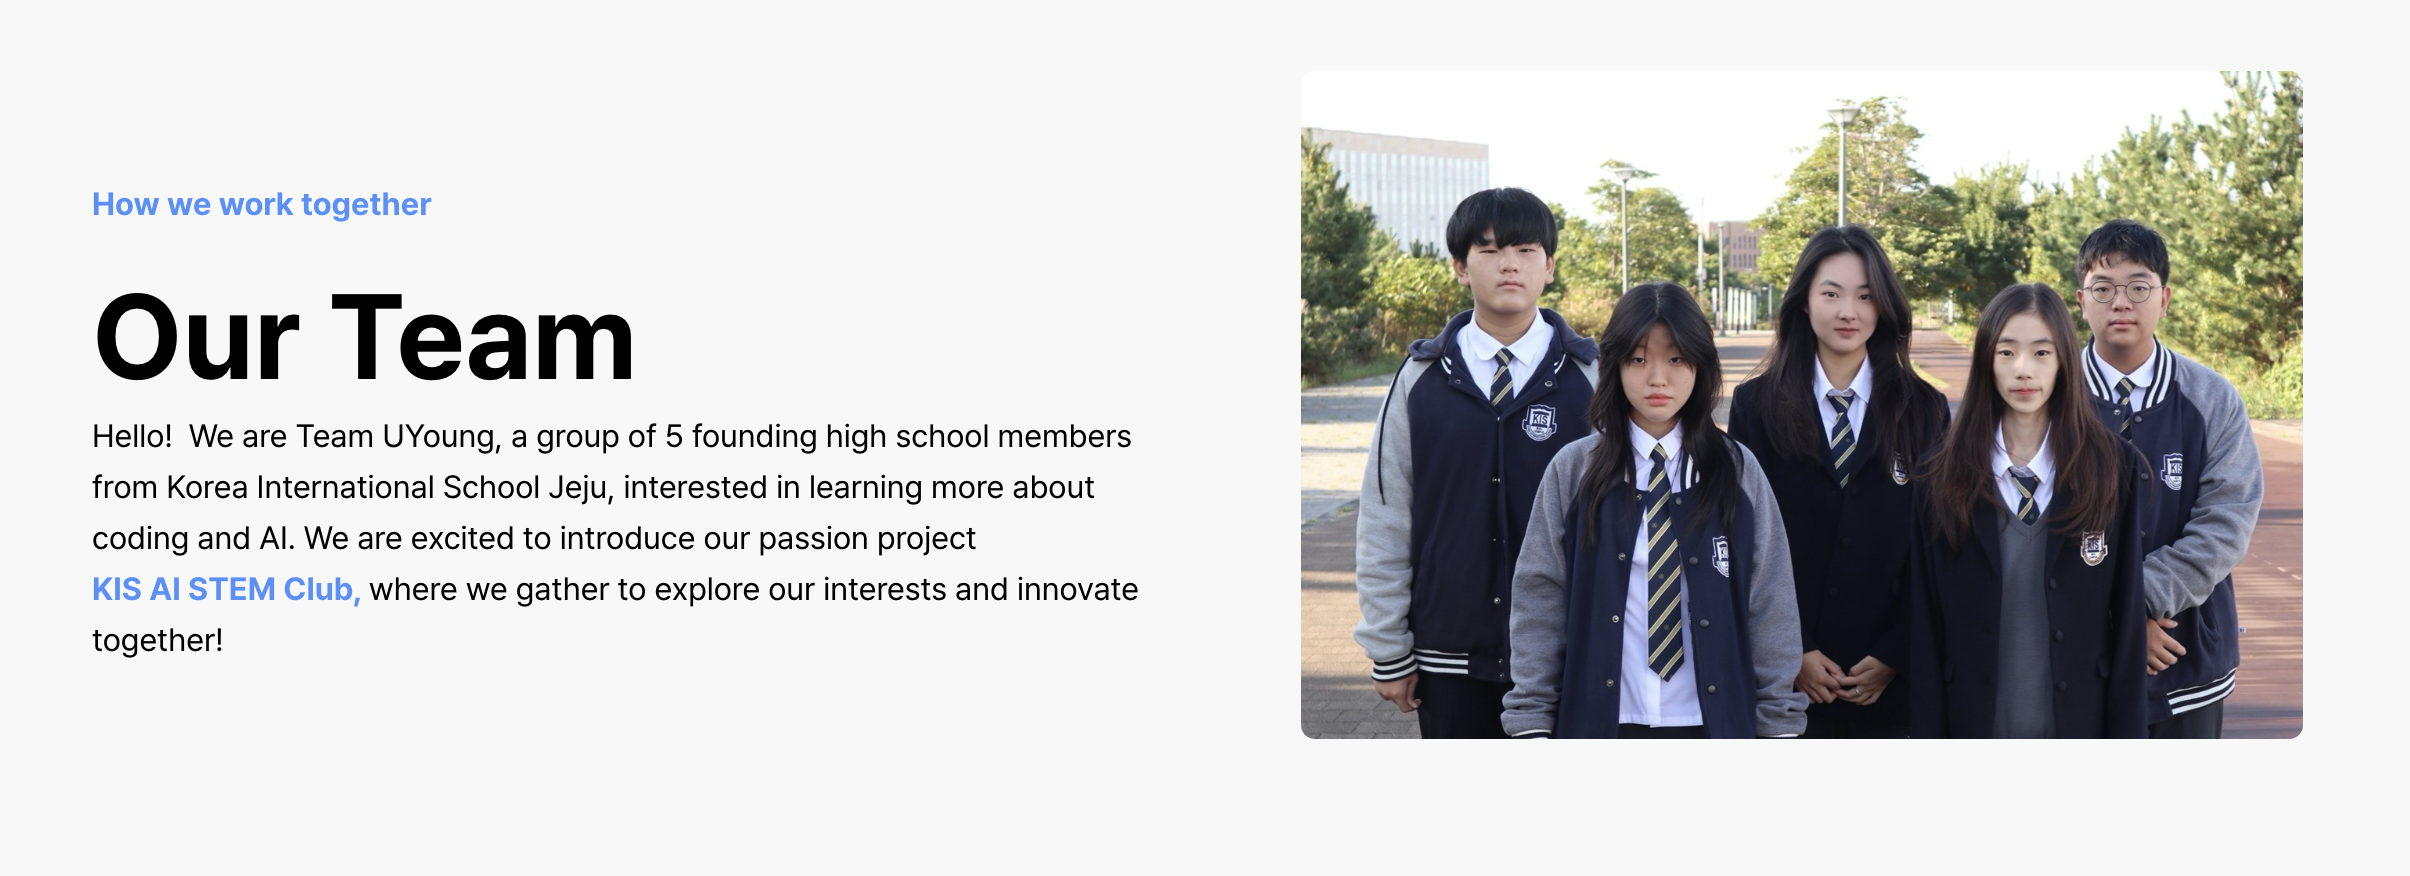 How we work together
Our Team
Hello!  We are Team UYoung, a group of 5 founding high school members
from Korea International School Jeju, interested in learning more about
coding and AI. We are excited to introduce our passion project
KIS AI STEM Club, where we gather to explore our interests and innovate
together!
KIS
KIS
KIS
KIS